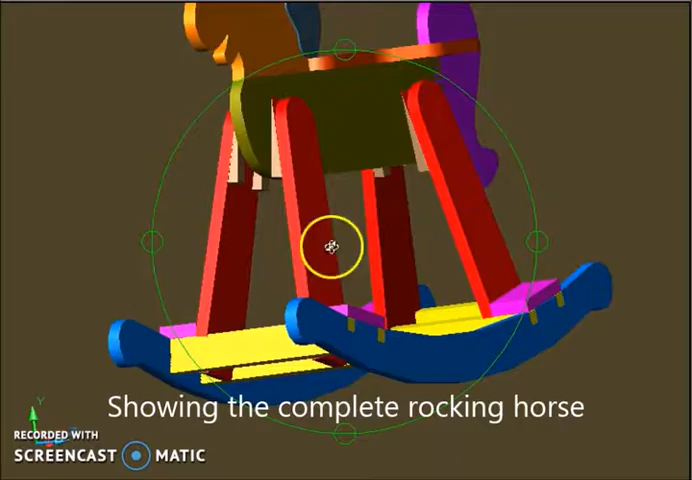 Y
Showing the complete rocking horse
RECORDED WITH
SCREENCAST MATIC